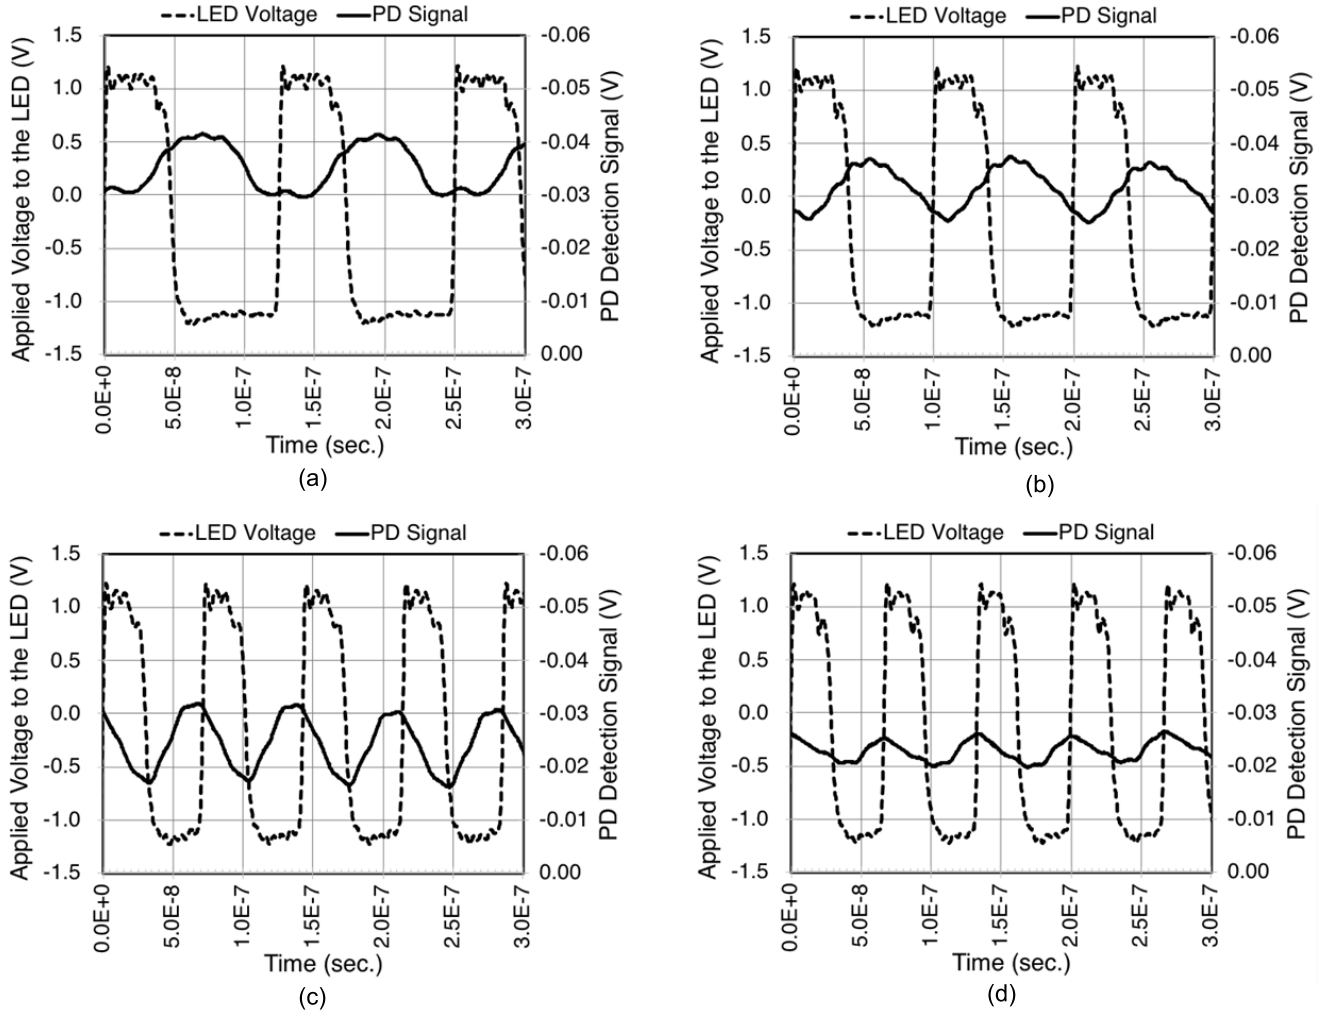 LED Voltage PD Signal
Applied Voltage to the LED (V)
1.5
1.0
0.5
0.0
-0.5
-1.0
-1.5
-0.06
-0.05
-0.04
-0.03
-0.02
-0.01
0.00
PD Detection Signal (V)
0.0E+0
5.0E-8
1.0E-7
1.5E-7
2.0E-7
2.5E-7
3.0E-7
Time (sec.)
(a)
LED Voltage PD Signal
Applied Voltage to the LED (V)
1.5
1.0
0.5
0.0
-0.5
-1.0
-1.5
-0.06
-0.05
-0.04
-0.03
-0.02
-0.01
0.00
PD Detection Signal (V)
0.0E+0
5.0E-8
1.0E-7
1.5E-7
2.0E-7
2.5E-7
3.0E-7
Time (sec.)
(b)
LED Voltage PD Signal
Applied Voltage to the LED (V)
1.5
1.0
0.5
0.0
-0.5
-1.0
-1.5
-0.06
-0.05
-0.04
-0.03
-0.02
-0.01
0.00
PD Detection Signal (V)
0.0E+0
5.0E-8
1.0E-7
1.5E-7
2.0E-7
2.5E-7
3.0E-7
Time (sec.)
(c)
LED Voltage PD Signal
Applied Voltage to the LED (V)
1.5
1.0
0.5
0.0
-0.5
-1.0
-1.5
-0.06
-0.05
-0.04
-0.03
-0.02
-0.01
0.00
PD Detection Signal (V)
0.0E+0
5.0E-8
1.0E-7
1.5E-7
2.0E-7
2.5E-7
3.0E-7
Time (sec.)
(d)